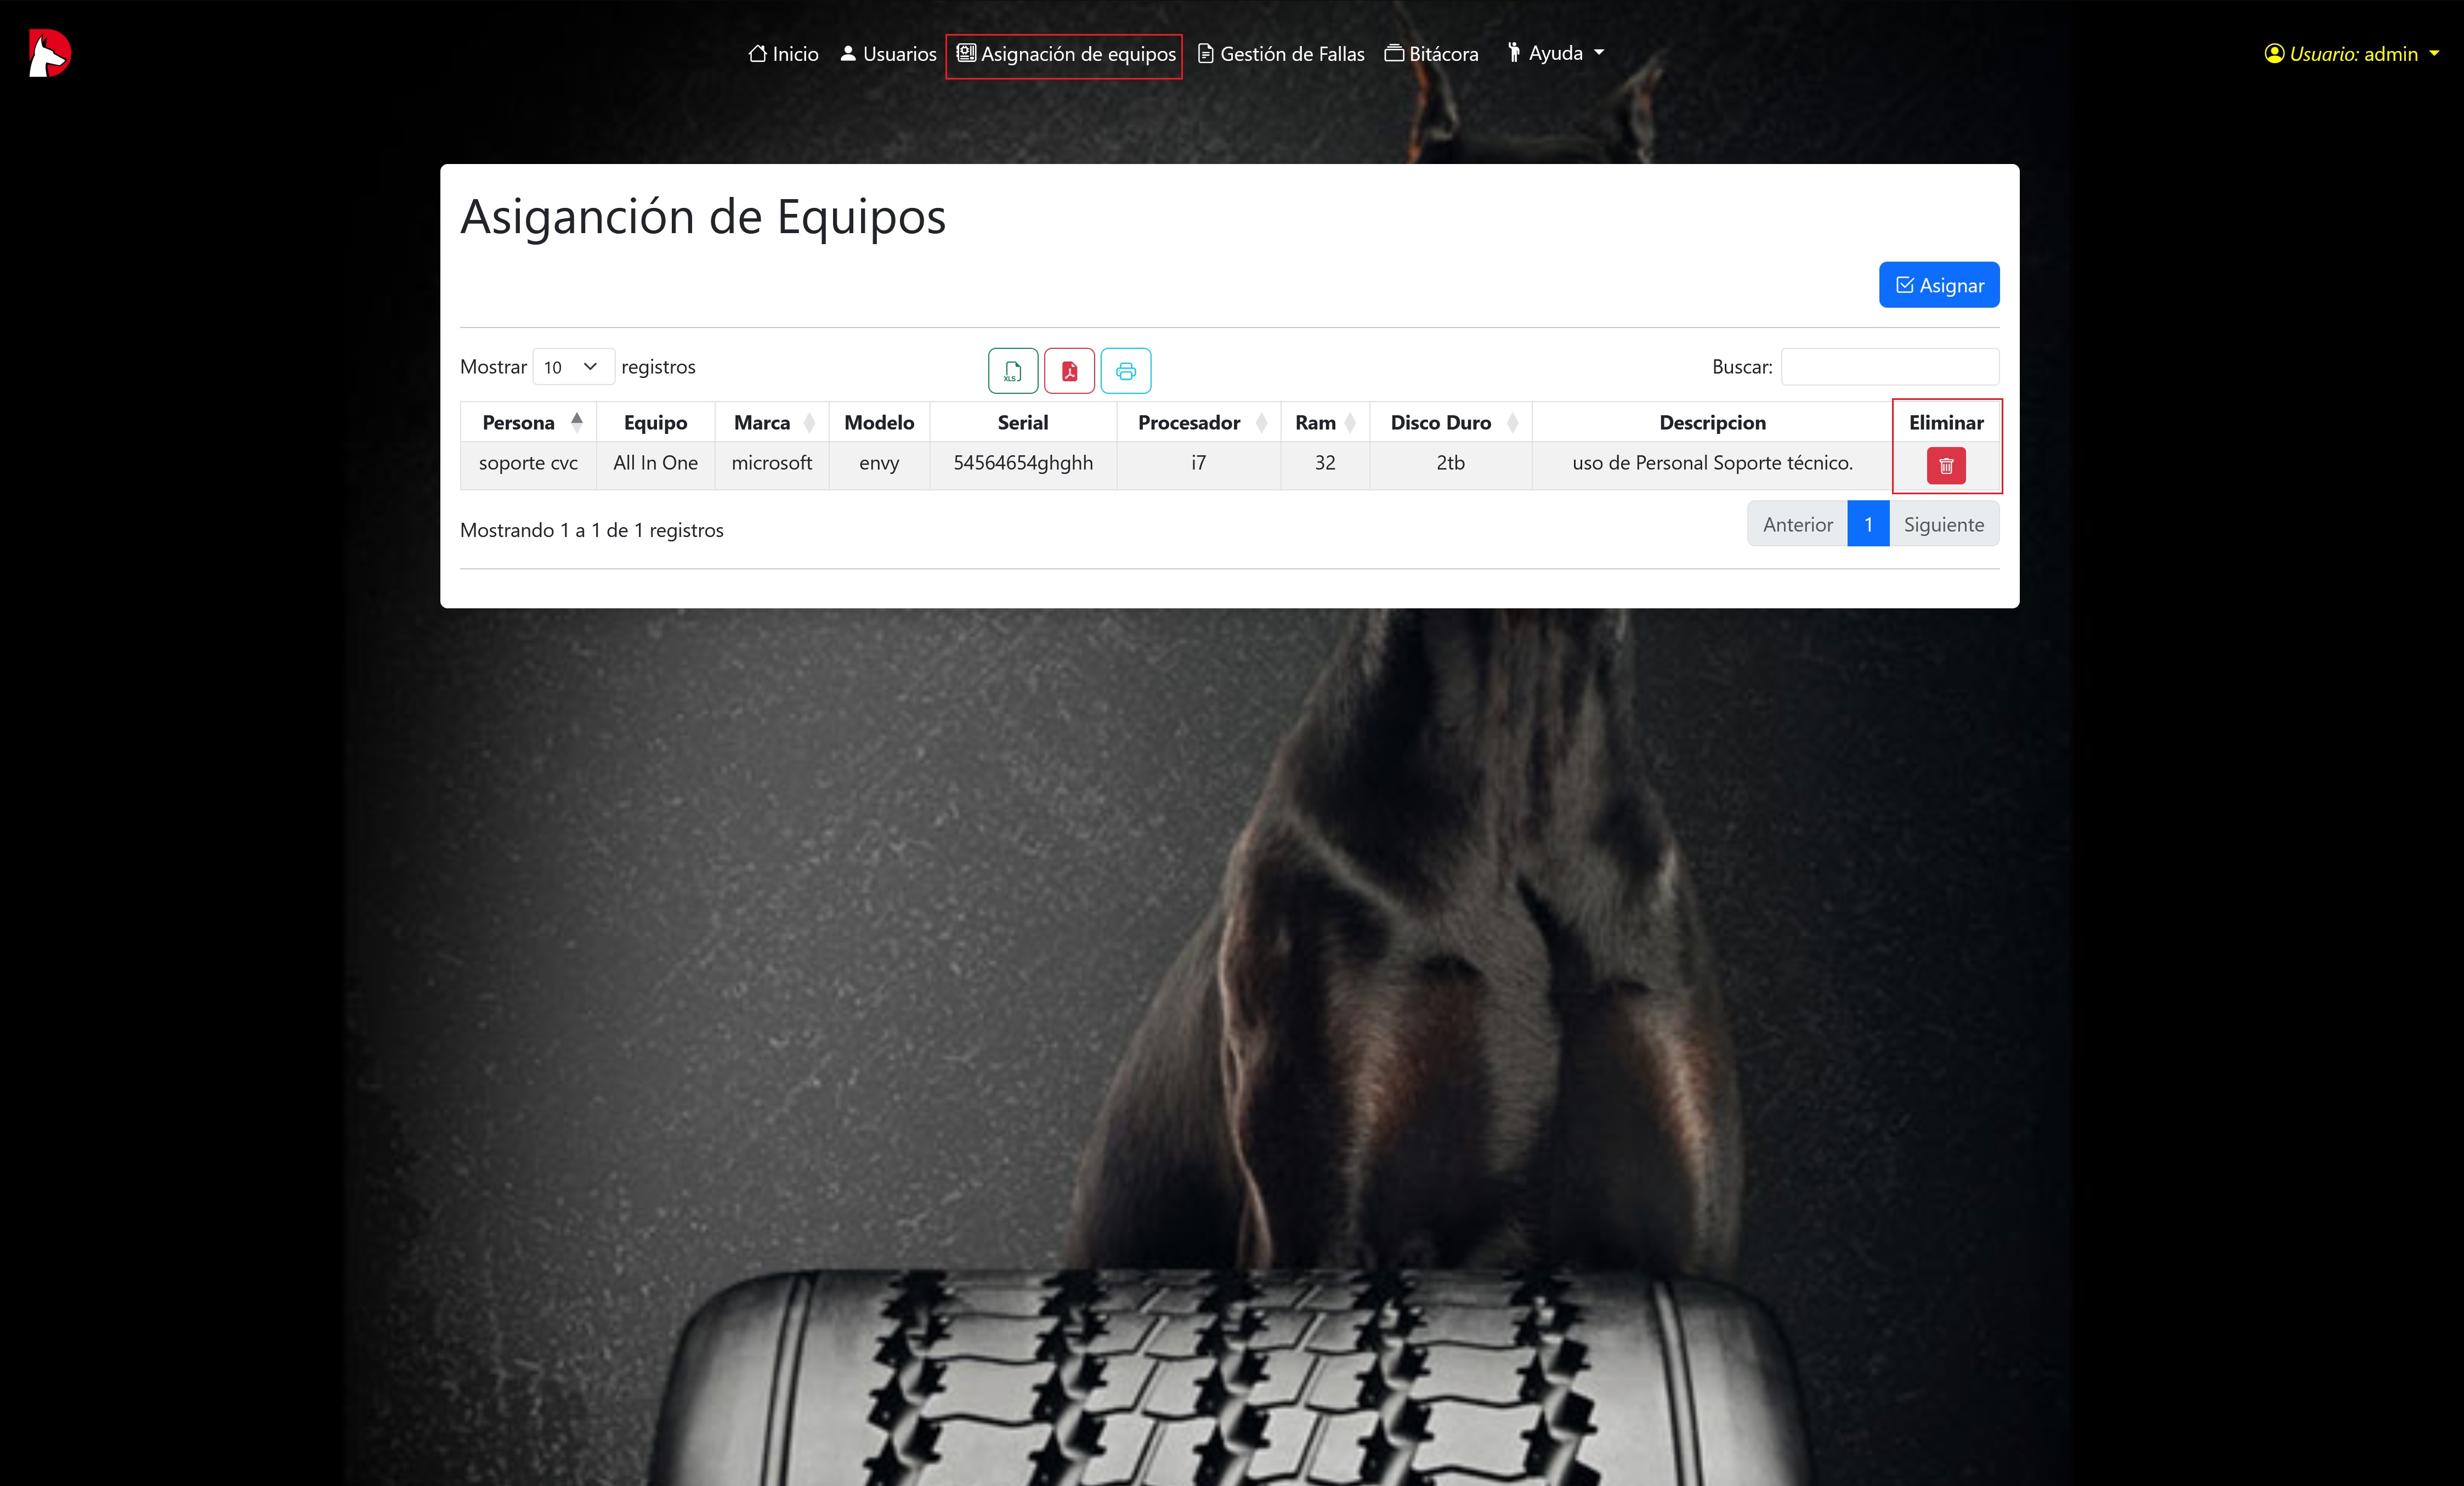 Inicio Usuarios Asignación de equipos Gestión de Fallas Bitácora Ayuda Usuario: admin
Asigançión de Equipos
Asignar
Mostrar 10 registros XLS Buscar:
Persona Equipo Marca Modelo Serial Procesador Ram Disco Duro Descripcion Eliminar
soporte cvc All In One microsoft envy 54564654ghghh i7 32 2tb uso de Personal Soporte técnico.
Mostrando 1 a 1 de 1 registros Anterior 1 Siguiente